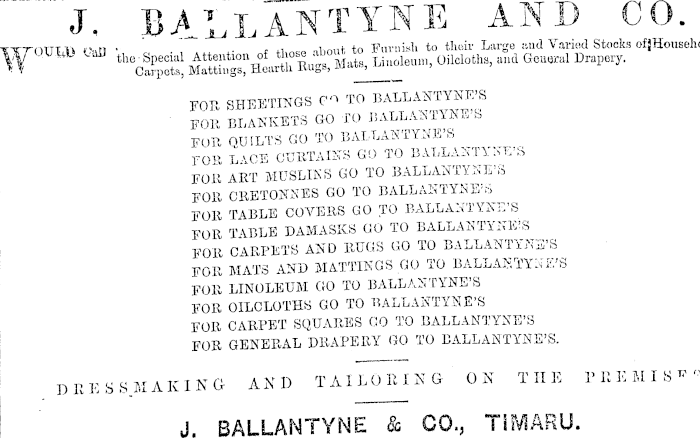 J. BALLANTYNE AND CO.
WOULD Call the Special Attention of those about to Furnish to their Large and Varied Stocks of Househo
Carpets, Mattings, Hearth Rugs, Mats, Linoleum, Oilcloths, and General Drapery.
FOR SHEETINGS GO TO BALLANTYNE'S
FOR BLANKETS GO TO BALLANTYNE'S
FOR QUILTS GO TO BALLANTYNE'S
FOR LACE CURTAINS GO TO BALLANTYNE'S
FOR ART MUSLINS GO TO BALLANTYNE'S
FOR CRETONNES GO TO BALLANTYNE'S
FOR TABLE COVERS GO TO BALLANTYNE'S
FOR TABLE DAMASKS GO TO BALLANTYNE'S
FOR CARPETS AND RUGS GO TO BALLANTYNE'S
FOR MATS AND MATTINGS GO TO BALLANTYNE'S
FOR LINOLEUM GO TO BALLANTYNE'S
FOR OILCLOTHS GO TO BALLANTYNE'S
FOR CARPET SQUARES GO TO BALLANTYNE'S
FOR GENERAL DRAPERY GO TO BALLANTYNE'S.
DRESSMAKING AND TAILORING ON THE PREMISES
J. BALLANTYNE & CO., TIMARU.